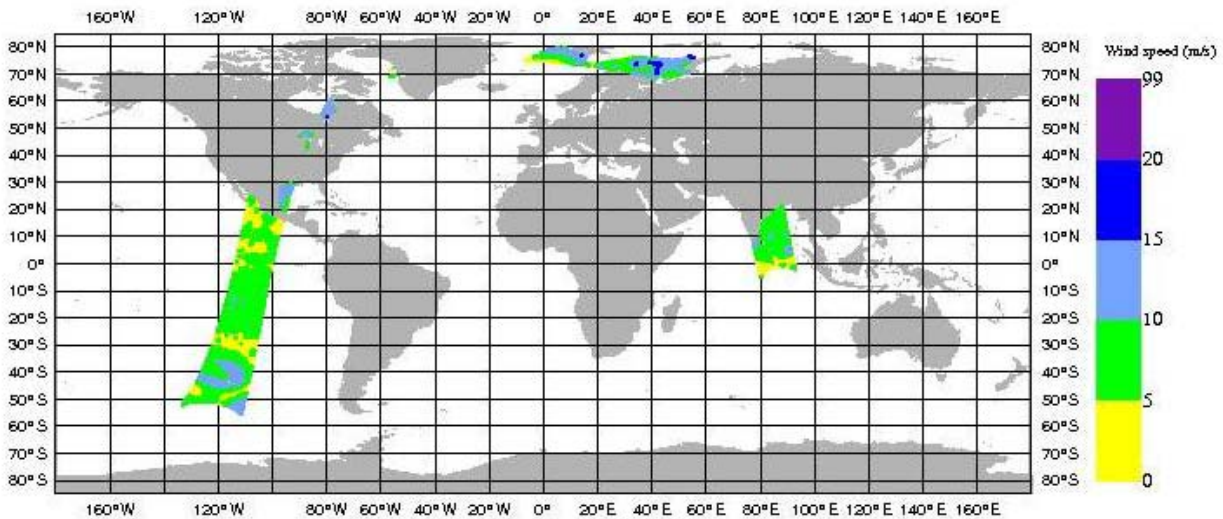 160°W 120°W 80°W 60°W 40°W 20°W 0° 20°E 40°E 60°E 80°E 100°E 120°E 140°E 160°E
80°N 80°N
Wind speed (m/s)
70°N 70°N
99
60°N 60°N
50°N 50°N
40°N 40°N
20
30°N 30°N
20°N 20°N
10°N 10°N
15
0° 0°
10°S 10°S
20°S 20°S
10
30°S 30°S
40°S 40°S
50°S 50°S
5
60°S 60°S
70°S 70°S
80°S 80°S
0
160°W 120°W 80°W 60°W 40°W 20°W 0° 20°E 40°E 60°E 80°E 100°E 120°E 140°E 160°E